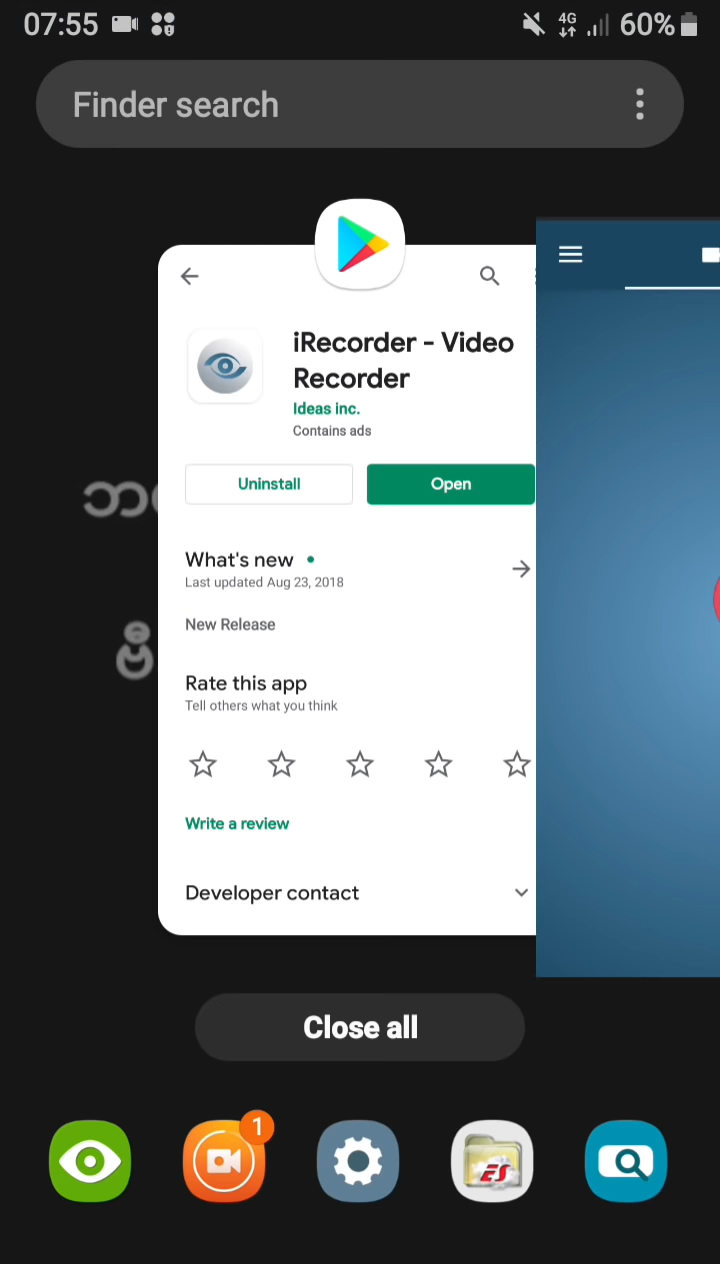 07:55
4G
60%
Finder search
iRecorder - Video
Recorder
Ideas inc.
Contains ads
Uninstall
Open
What's new
Last updated Aug 23, 2018
New Release
Rate this app
Tell others what you think
Write a review
Developer contact
Close all
1
ES